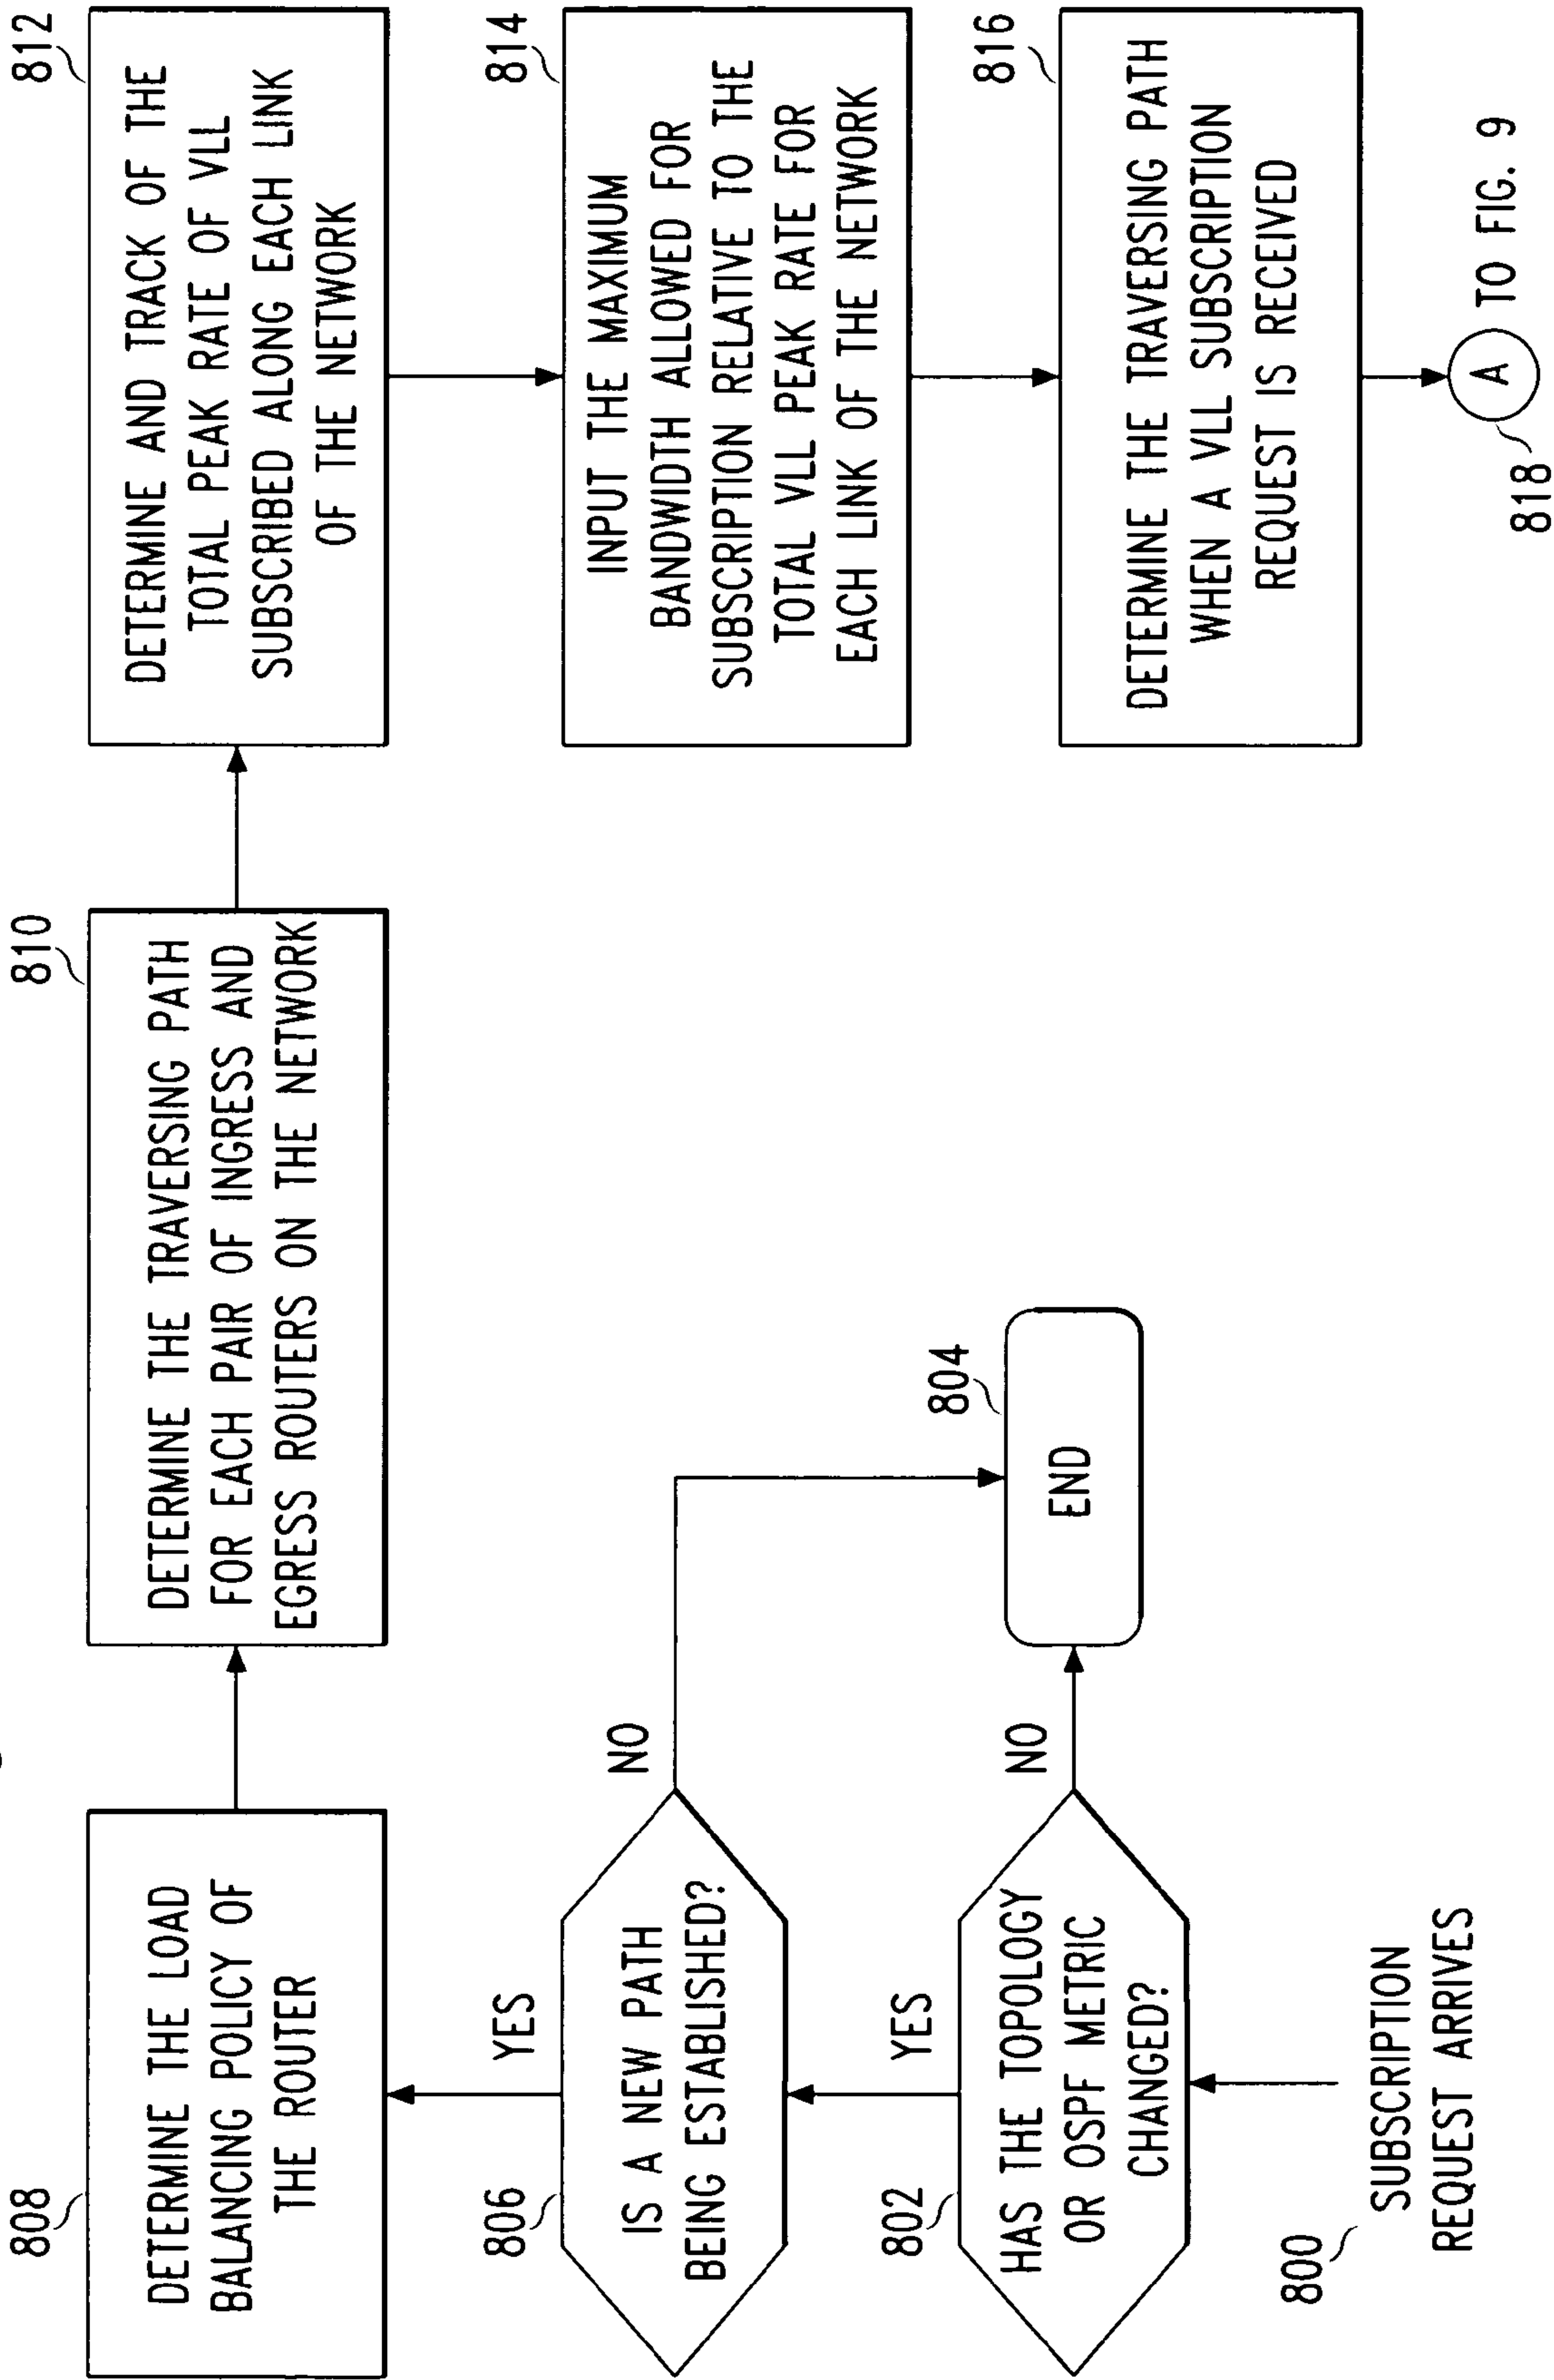 808
DETERMINE THE LOAD
BALANCING POLICY OF
THE ROUTER
810
DETERMINE THE TRAVERSING PATH
FOR EACH PAIR OF INGRESS AND
EGRESS ROUTERS ON THE NETWORK
812
DETERMINE AND TRACK OF THE
TOTAL PEAK RATE OF VLL
SUBSCRIBED ALONG EACH LINK
OF THE NETWORK
YES
806
IS A NEW PATH
BEING ESTABLISHED?
NO
814
INPUT THE MAXIMUM
BANDWIDTH ALLOWED FOR
SUBSCRIPTION RELATIVE TO THE
TOTAL VLL PEAK RATE FOR
EACH LINK OF THE NETWORK
YES
802
HAS THE TOPOLOGY
OR OSPF METRIC
CHANGED?
NO
804
END
816
DETERMINE THE TRAVERSING PATH
WHEN A VLL SUBSCRIPTION
REQUEST IS RECEIVED
800
SUBSCRIPTION
REQUEST ARRIVES
818
A TO FIG. 9